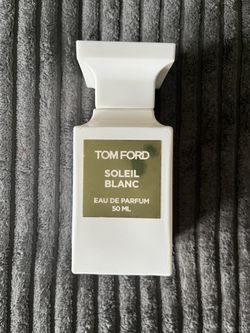 TOM FORD
SOLEIL
BLANC
EAU DE PARFUM
50 ML